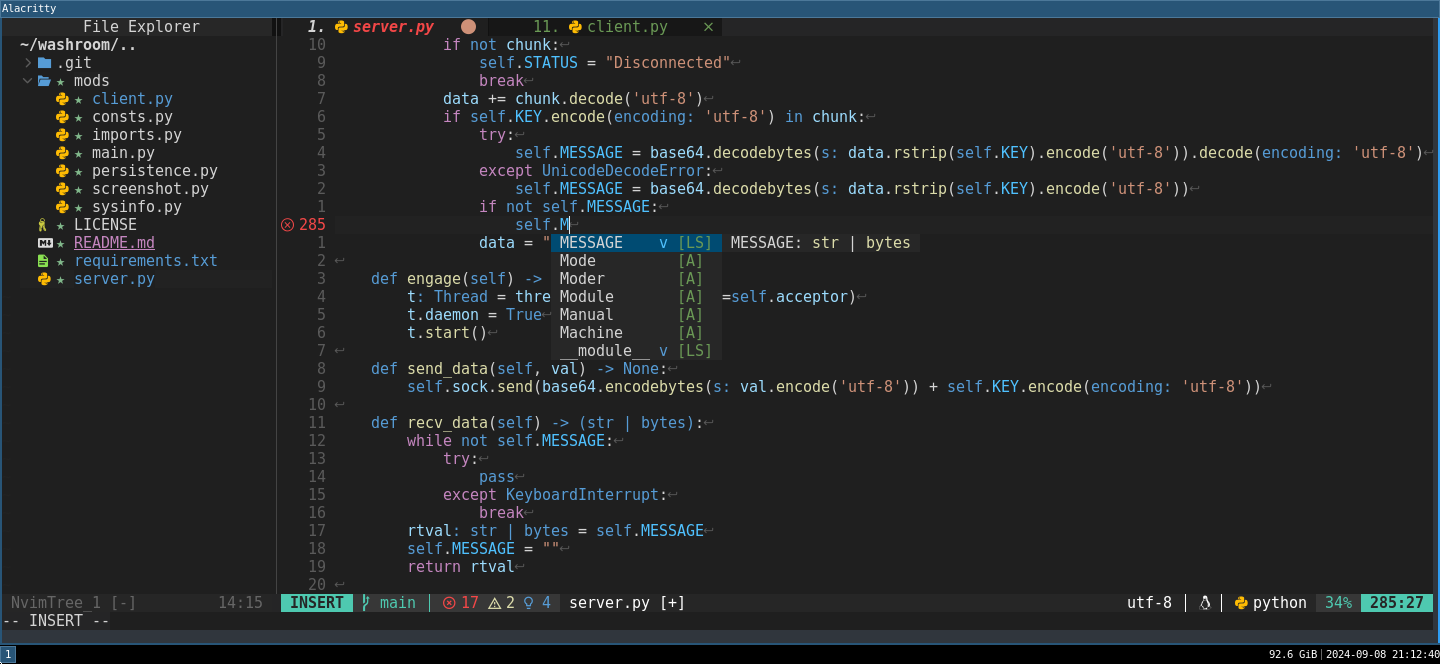 Alacritty
File Explorer
1. server.py 11. client.py ×
~/washroom/..
.git
mods
client.py
consts.py
imports.py
main.py
persistence.py
screenshot.py
sysinfo.py
LICENSE
README.md
requirements.txt
server.py
10 if not chunk:↩
9 self.STATUS = "Disconnected"↩
8 break↩
7 data += chunk.decode('utf-8')↩
6 if self.KEY.encode(encoding: 'utf-8') in chunk:↩
5 try:↩
4 self.MESSAGE = base64.decodebytes(s: data.rstrip(self.KEY).encode('utf-8')).decode(encoding: 'utf-8')↩
3 except UnicodeDecodeError:↩
2 self.MESSAGE = base64.decodebytes(s: data.rstrip(self.KEY).encode('utf-8'))↩
1 if not self.MESSAGE:↩
285 self.M↩
1 data = "
2 ↩
3 def engage(self) ->
4 t: Thread = thre =self.acceptor)↩
5 t.daemon = True↩
6 t.start()↩
7 ↩
8 def send_data(self, val) -> None:↩
9 self.sock.send(base64.encodebytes(s: val.encode('utf-8')) + self.KEY.encode(encoding: 'utf-8'))↩
10 ↩
11 def recv_data(self) -> (str | bytes):↩
12 while not self.MESSAGE:↩
13 try:↩
14 pass↩
15 except KeyboardInterrupt:↩
16 break↩
17 rtval: str | bytes = self.MESSAGE↩
18 self.MESSAGE = ""↩
19 return rtval↩
20 ↩
MESSAGE v [LS] MESSAGE: str | bytes
Mode [A]
Moder [A]
Module [A]
Manual [A]
Machine [A]
__module__ v [LS]
NvimTree_1 [-] 14:15 INSERT main 17 2 4 server.py [+] utf-8 python 34% 285:27
-- INSERT --
1 92.6 GiB|2024-09-08 21:12:40